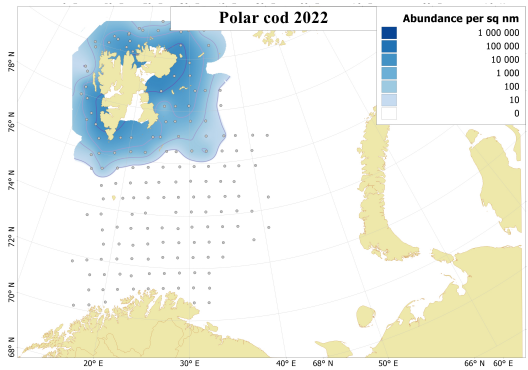 Polar cod 2022
Abundance per sq nm
1 000 000
100 000
10 000
1 000
100
10
0
78° N
76° N
74° N
72° N
70° N
68° N
20° E 30° E 40° E 68° N 50° E 66° N 60° E